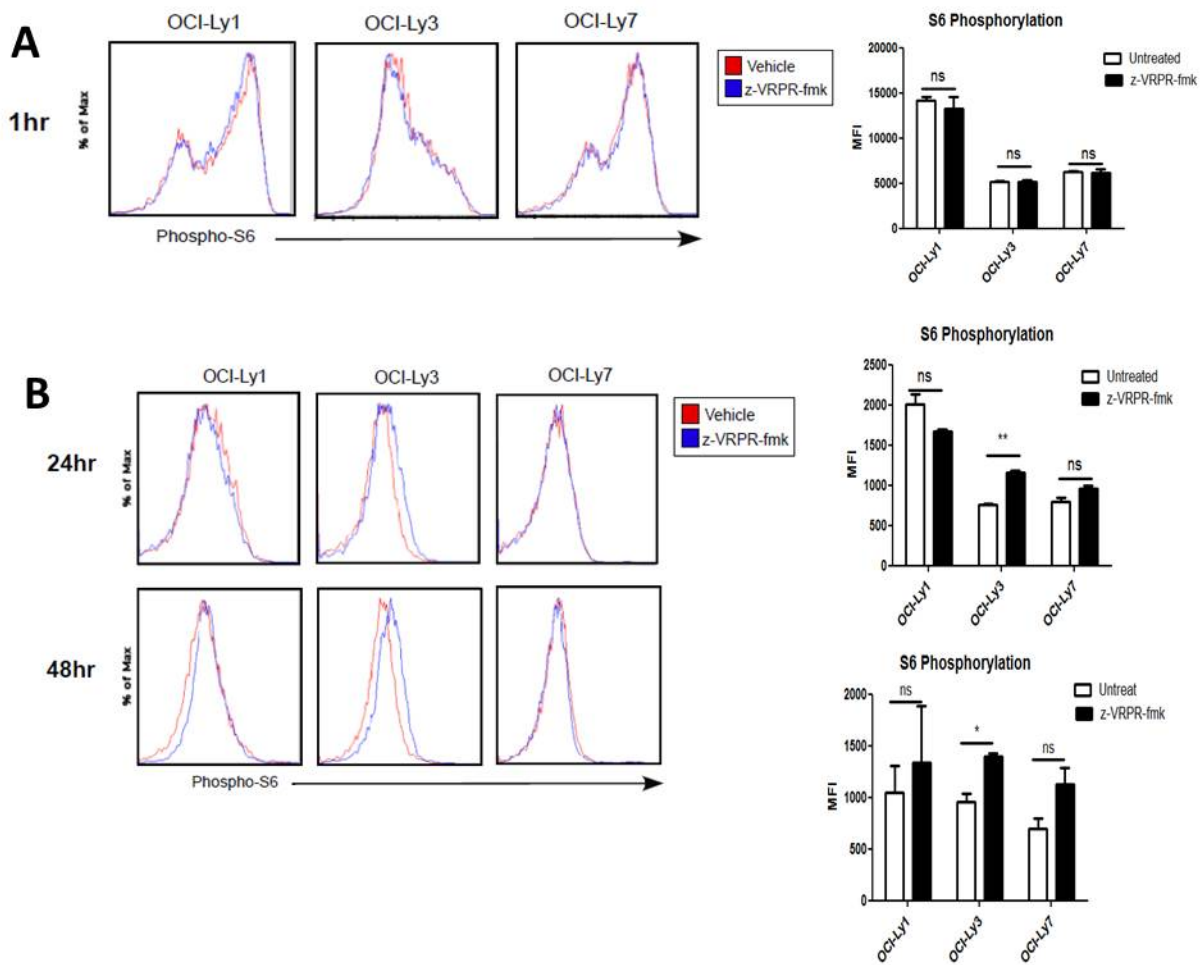 A
1hr
OCI-Ly1
OCI-Ly3
OCI-Ly7
% of Max
Phospho-S6
Vehicle
z-VRPR-fmk
S6 Phosphorylation
MFI
20000
15000
10000
5000
0
ns
ns
ns
OCI-Ly1
OCI-Ly3
OCI-Ly7
Untreated
z-VRPR-fmk
B
24hr
OCI-Ly1
OCI-Ly3
OCI-Ly7
% of Max
Vehicle
z-VRPR-fmk
S6 Phosphorylation
MFI
2500
2000
1500
1000
500
0
ns
**
ns
OCI-Ly1
OCI-Ly3
OCI-Ly7
Untreated
z-VRPR-fmk
48hr
% of Max
Phospho-S6
S6 Phosphorylation
MFI
2000
1500
1000
500
0
ns
*
ns
OCI-Ly1
OCI-Ly3
OCI-Ly7
Untreat
z-VRPR-fmk